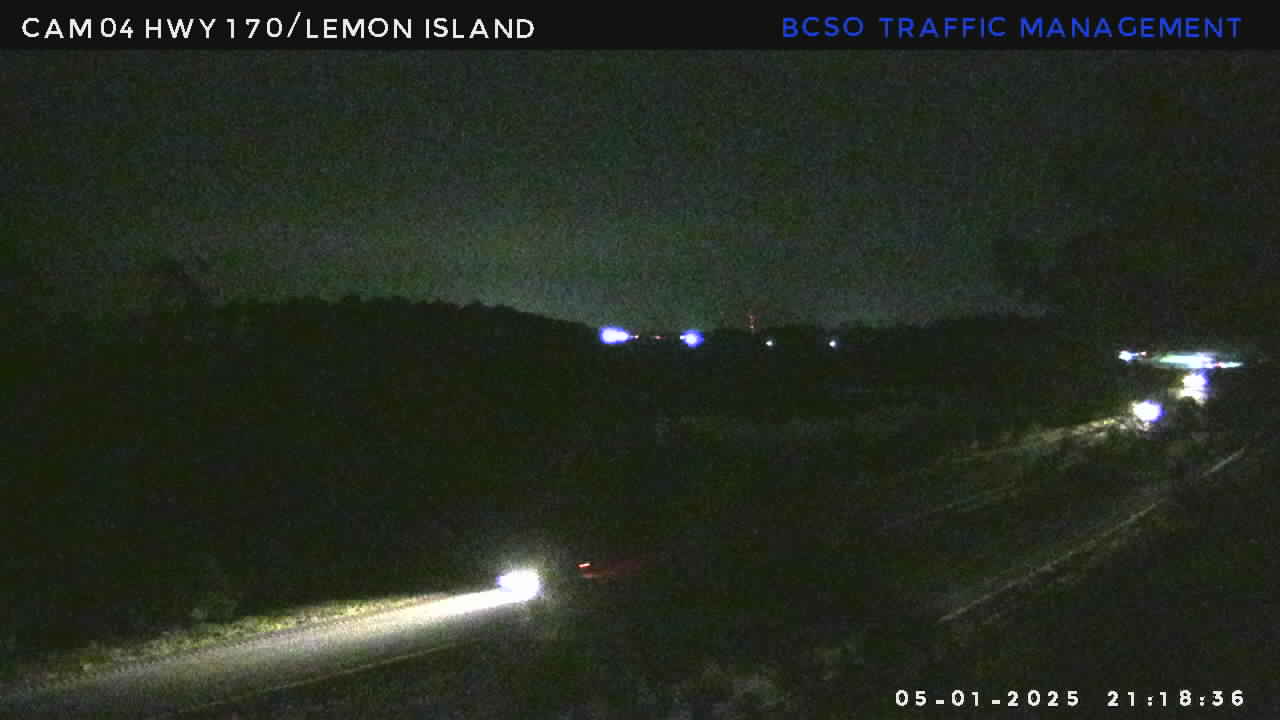 CAM04 HWY 170/LEMON ISLAND
BCSO TRAFFIC MANAGEMENT
05-01-2025 21:18:36